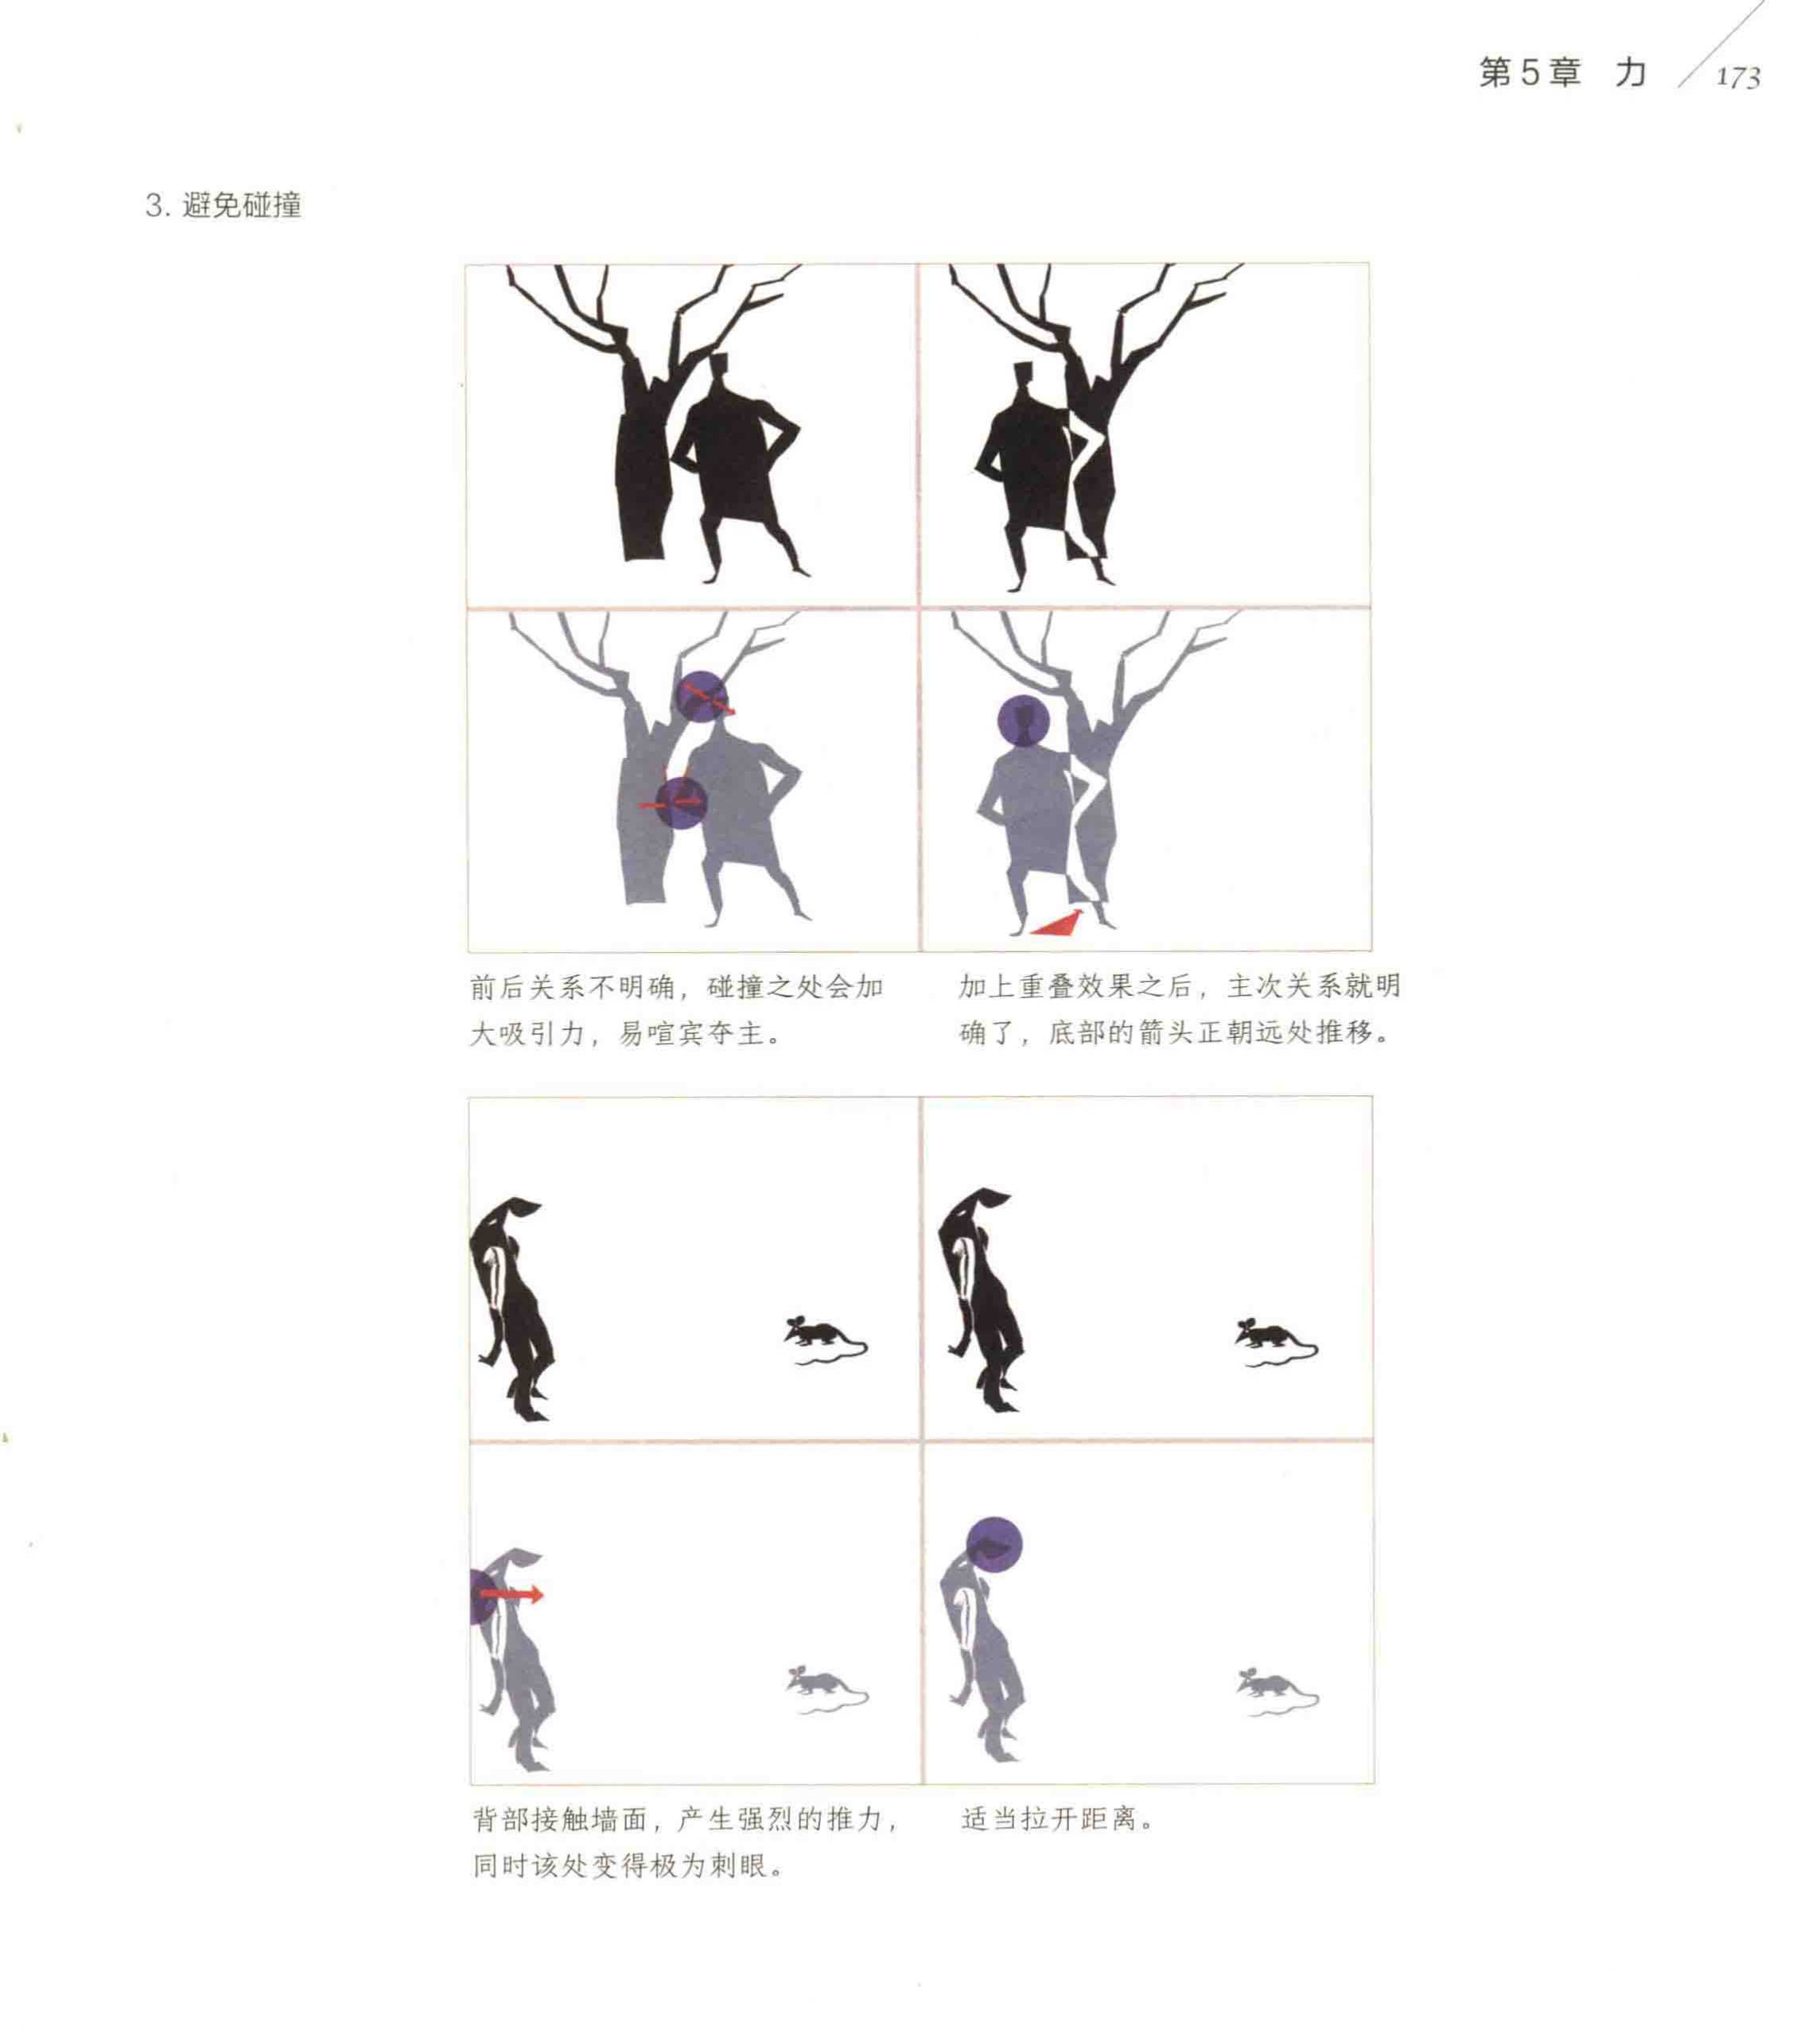 第5章 力 173
3. 避免碰撞
前后关系不明确，碰撞之处会加
大吸引力，易喧宾夺主。
加上重叠效果之后，主次关系就明
确了，底部的箭头正朝远处推移。
背部接触墙面，产生强烈的推力，
同时该处变得极为刺眼。
适当拉开距离。